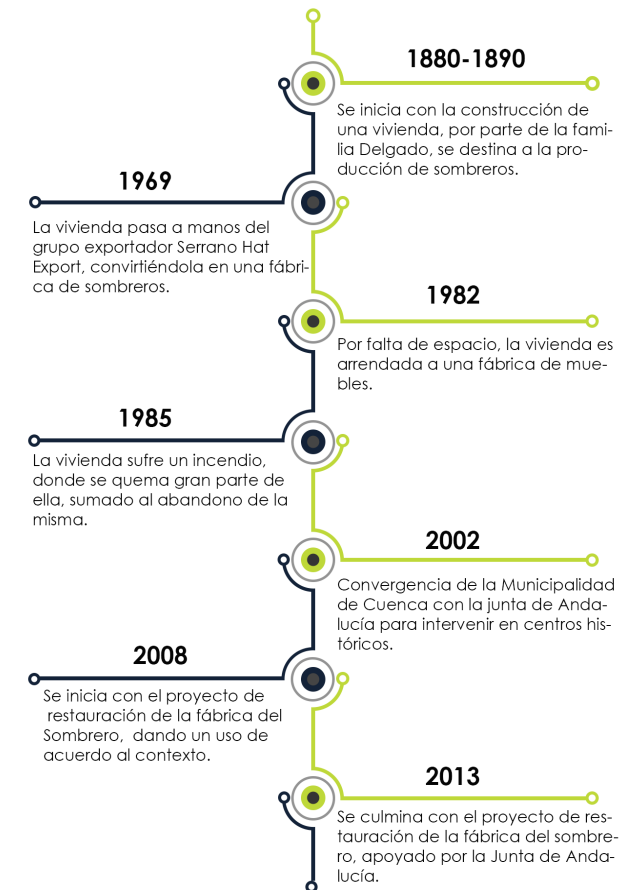 1880-1890
Se inicia con la construcción de
una vivienda, por parte de la fami-
lia Delgado, se destina a la pro-
ducción de sombreros.
1969
La vivienda pasa a manos del
grupo exportador Serrano Hat
Export, convirtiéndola en una fábri-
ca de sombreros.
1982
Por falta de espacio, la vivienda es
arrendada a una fábrica de mue-
bles.
1985
La vivienda sufre un incendio,
donde se quema gran parte de
ella, sumado al abandono de la
misma.
2002
Convergencia de la Municipalidad
de Cuenca con la junta de Anda-
lucía para intervenir en centros his-
tóricos.
2008
Se inicia con el proyecto de
restauración de la fábrica del
Sombrero, dando un uso de
acuerdo al contexto.
2013
Se culmina con el proyecto de res-
tauración de la fábrica del sombre-
ro, apoyado por la Junta de Anda-
lucía.